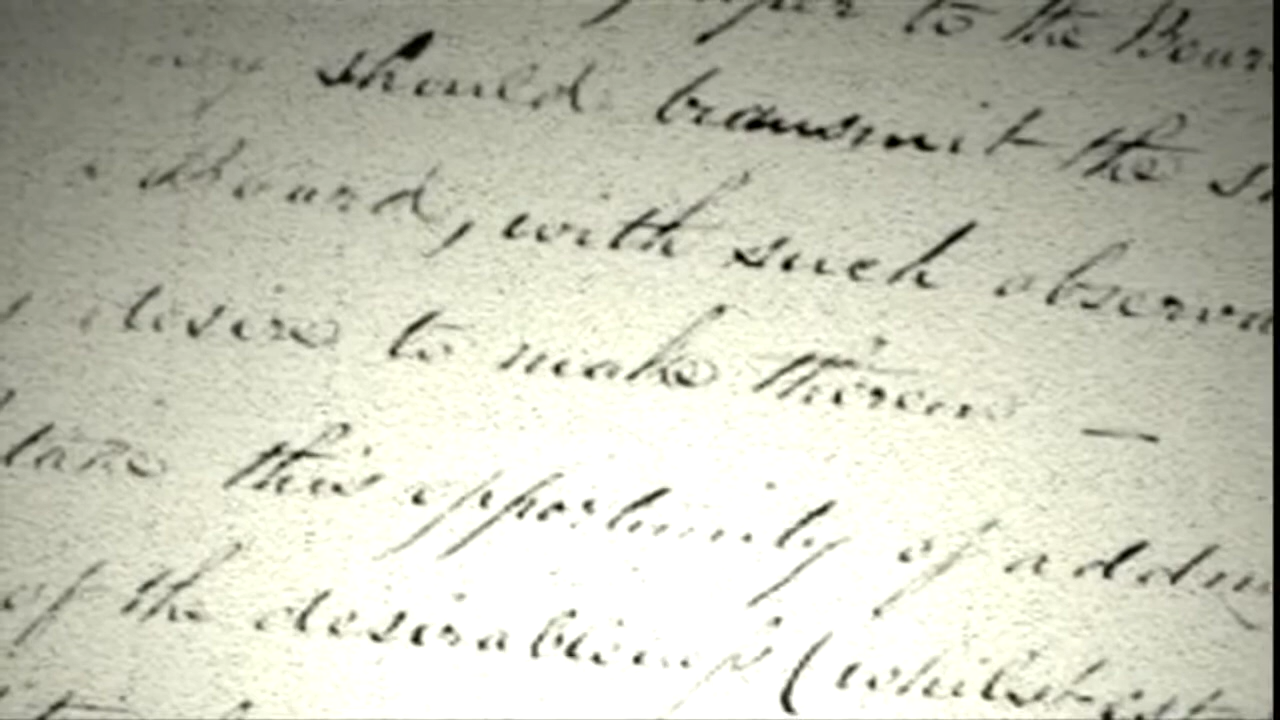 to the Boar
should transmit the
Board, with such observa
desire to make thereon —
take this opportunity of adding
of the desirableness (whilst